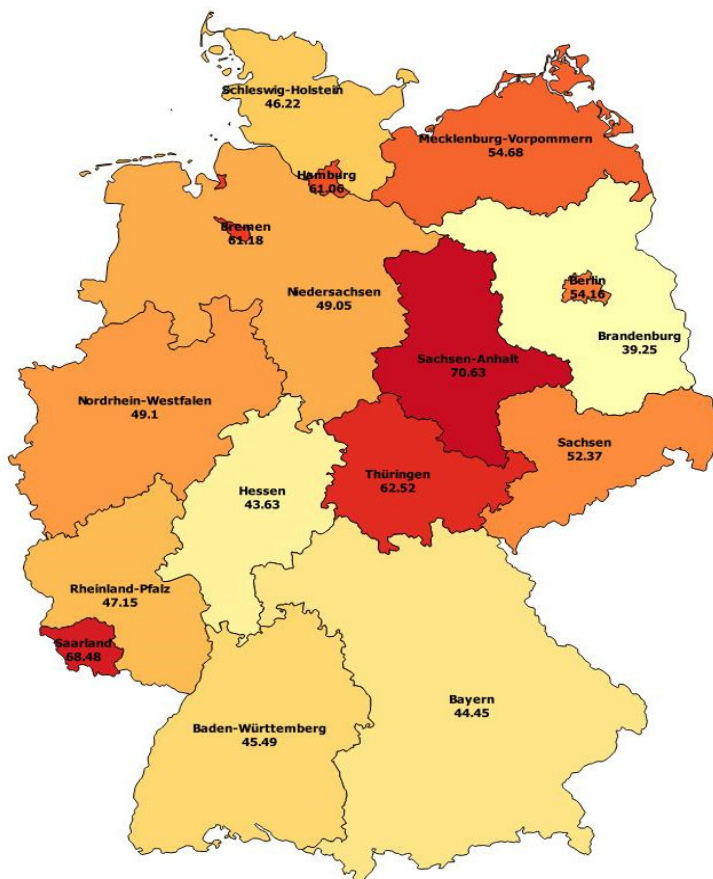 Schleswig-Holstein
46.22
Mecklenburg-Vorpommern
54.68
Hamburg
61.06
Bremen
61.18
Berlin
54.16
Niedersachsen
49.05
Brandenburg
39.25
Sachsen-Anhalt
70.63
Nordrhein-Westfalen
49.1
Sachsen
52.37
Thüringen
62.52
Hessen
43.63
Rheinland-Pfalz
47.15
Saarland
68.48
Bayern
44.45
Baden-Württemberg
45.49